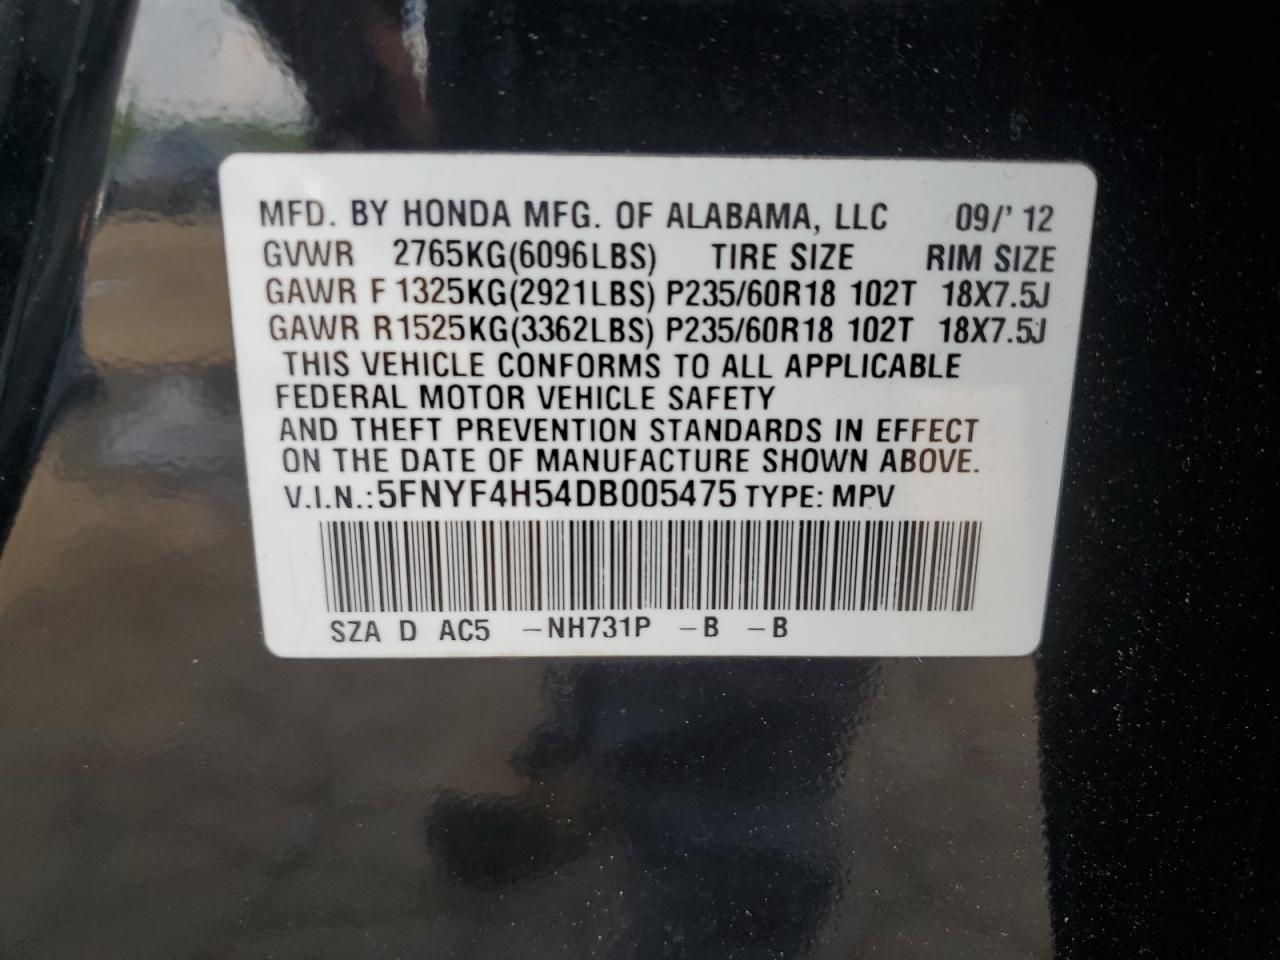 MFD. BY HONDA MFG. OF ALABAMA, LLC 09/' 12
GVWR 2765KG(6096LBS) TIRE SIZE RIM SIZE
GAWR F 1325KG(2921LBS) P235/60R18 102T 18X7.5J
GAWR R1525KG(3362LBS) P235/60R18 102T 18X7.5J
THIS VEHICLE CONFORMS TO ALL APPLICABLE
FEDERAL MOTOR VEHICLE SAFETY
AND THEFT PREVENTION STANDARDS IN EFFECT
ON THE DATE OF MANUFACTURE SHOWN ABOVE.
V.I.N.: 5FNYF4H54DB005475 TYPE: MPV
SZA D AC5 -NH731P -B -B